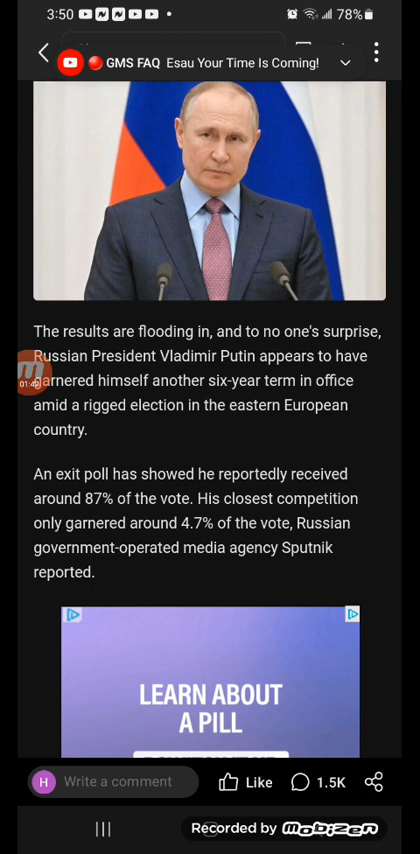 3:50
78%
GMS FAQ Esau Your Time Is Coming!
The results are flooding in, and to no one's surprise,
Russian President Vladimir Putin appears to have
garnered himself another six-year term in office
amid a rigged election in the eastern European
country.
01:42
An exit poll has showed he reportedly received
around 87% of the vote. His closest competition
only garnered around 4.7% of the vote, Russian
government-operated media agency Sputnik
reported.
LEARN ABOUT
A PILL
H Write a comment Like 1.5K
Recorded by mobizen